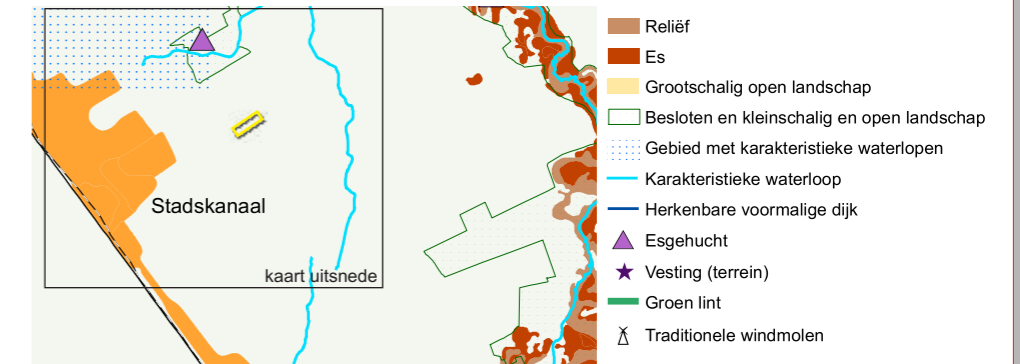 Stadskanaal
kaart uitsnede
Reliëf
Es
Grootschalig open landschap
Besloten en kleinschalig en open landschap
Gebied met karakteristieke waterlopen
Karakteristieke waterloop
Herkenbare voormalige dijk
Esgehucht
Vesting (terrein)
Groen lint
Traditionele windmolen